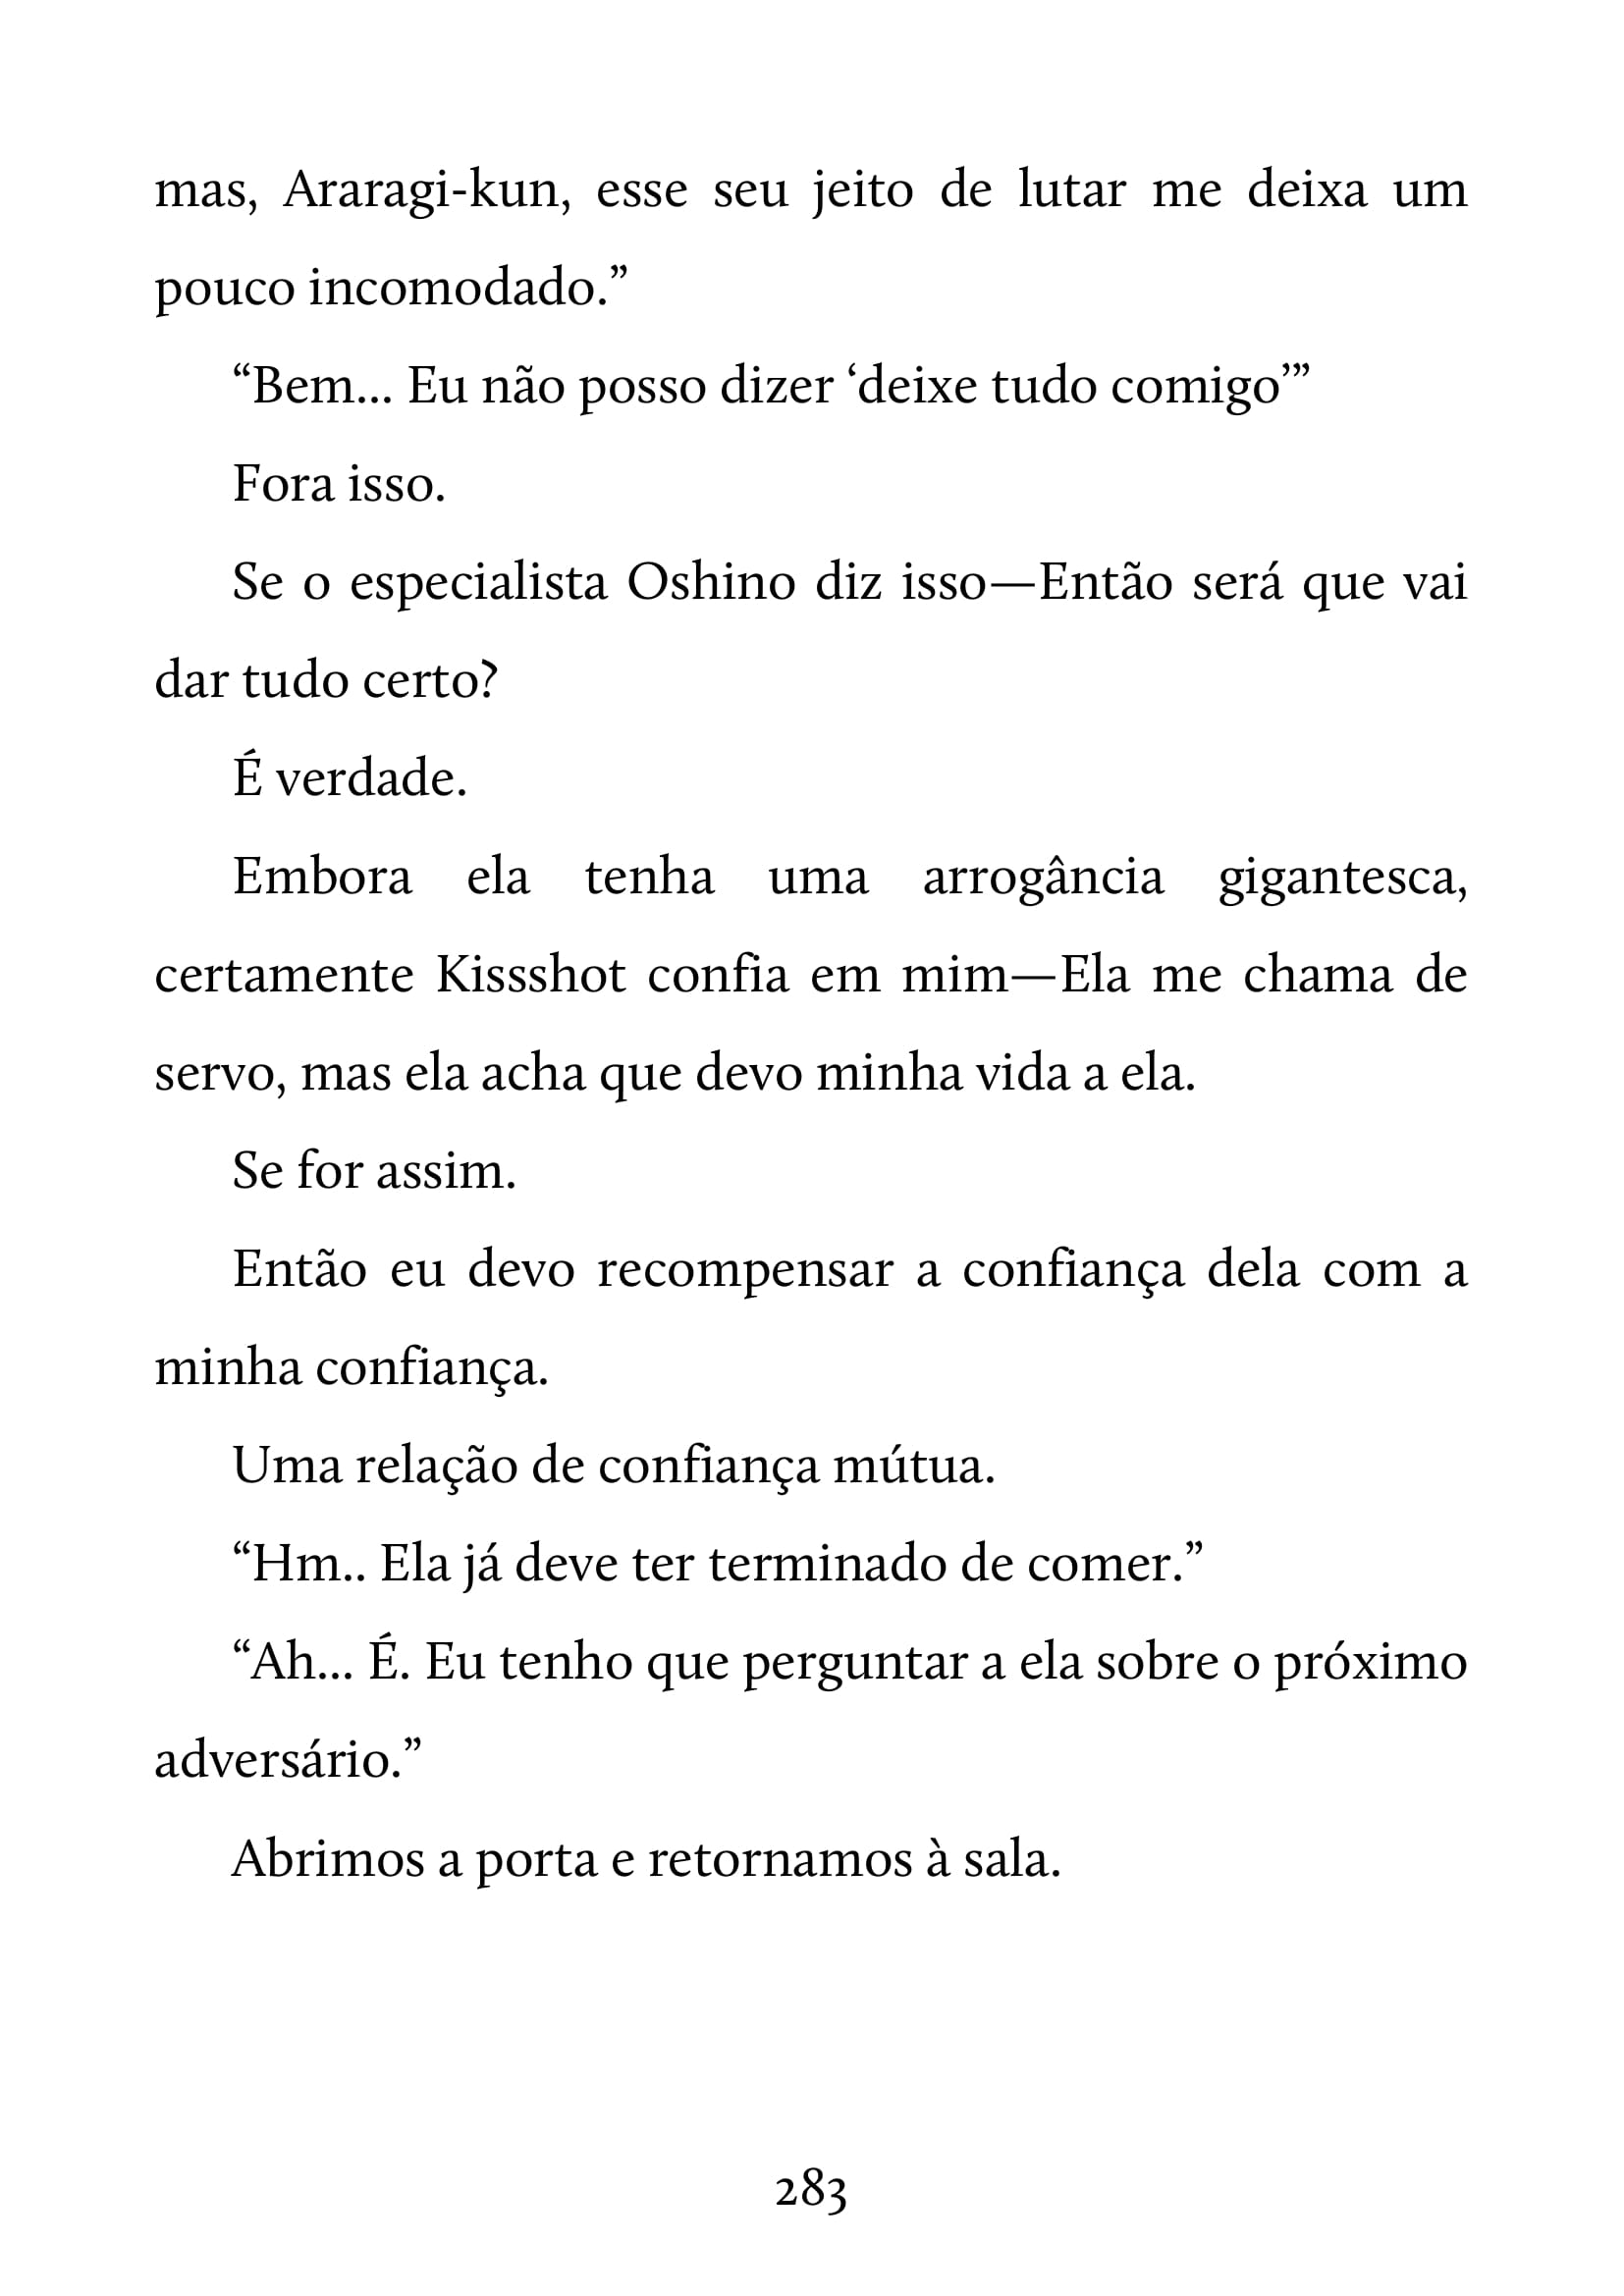 mas, Araragi-kun, esse seu jeito de lutar me deixa um
pouco incomodado.”
“Bem... Eu não posso dizer ‘deixe tudo comigo’”
Fora isso.
Se o especialista Oshino diz isso—Então será que vai
dar tudo certo?
É verdade.
Embora ela tenha uma arrogância gigantesca,
certamente Kissshot confia em mim—Ela me chama de
servo, mas ela acha que devo minha vida a ela.
Se for assim.
Então eu devo recompensar a confiança dela com a
minha confiança.
Uma relação de confiança mútua.
“Hm.. Ela já deve ter terminado de comer.”
“Ah... É. Eu tenho que perguntar a ela sobre o próximo
adversário.”
Abrimos a porta e retornamos à sala.
283